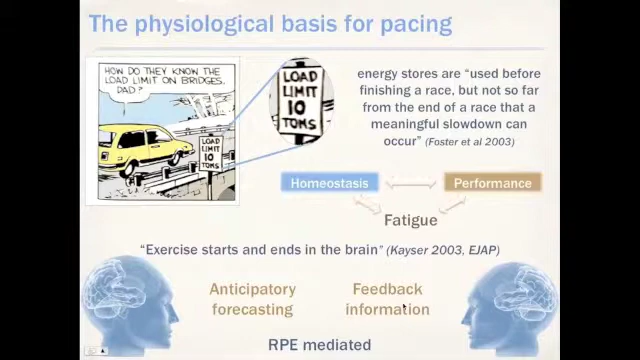 The physiological basis for pacing
HOW DO THEY KNOW THE
LOAD LIMIT ON BRIDGES,
DAD?
LOAD
LIMIT
10
TONS
LOAD
LIMIT
10
TONS
energy stores are “used before
finishing a race, but not so far
from the end of a race that a
meaningful slowdown can
occur” (Foster et al 2003)
Homeostasis
Performance
Fatigue
“Exercise starts and ends in the brain” (Kayser 2003, EJAP)
Anticipatory
forecasting
Feedback
information
RPE mediated